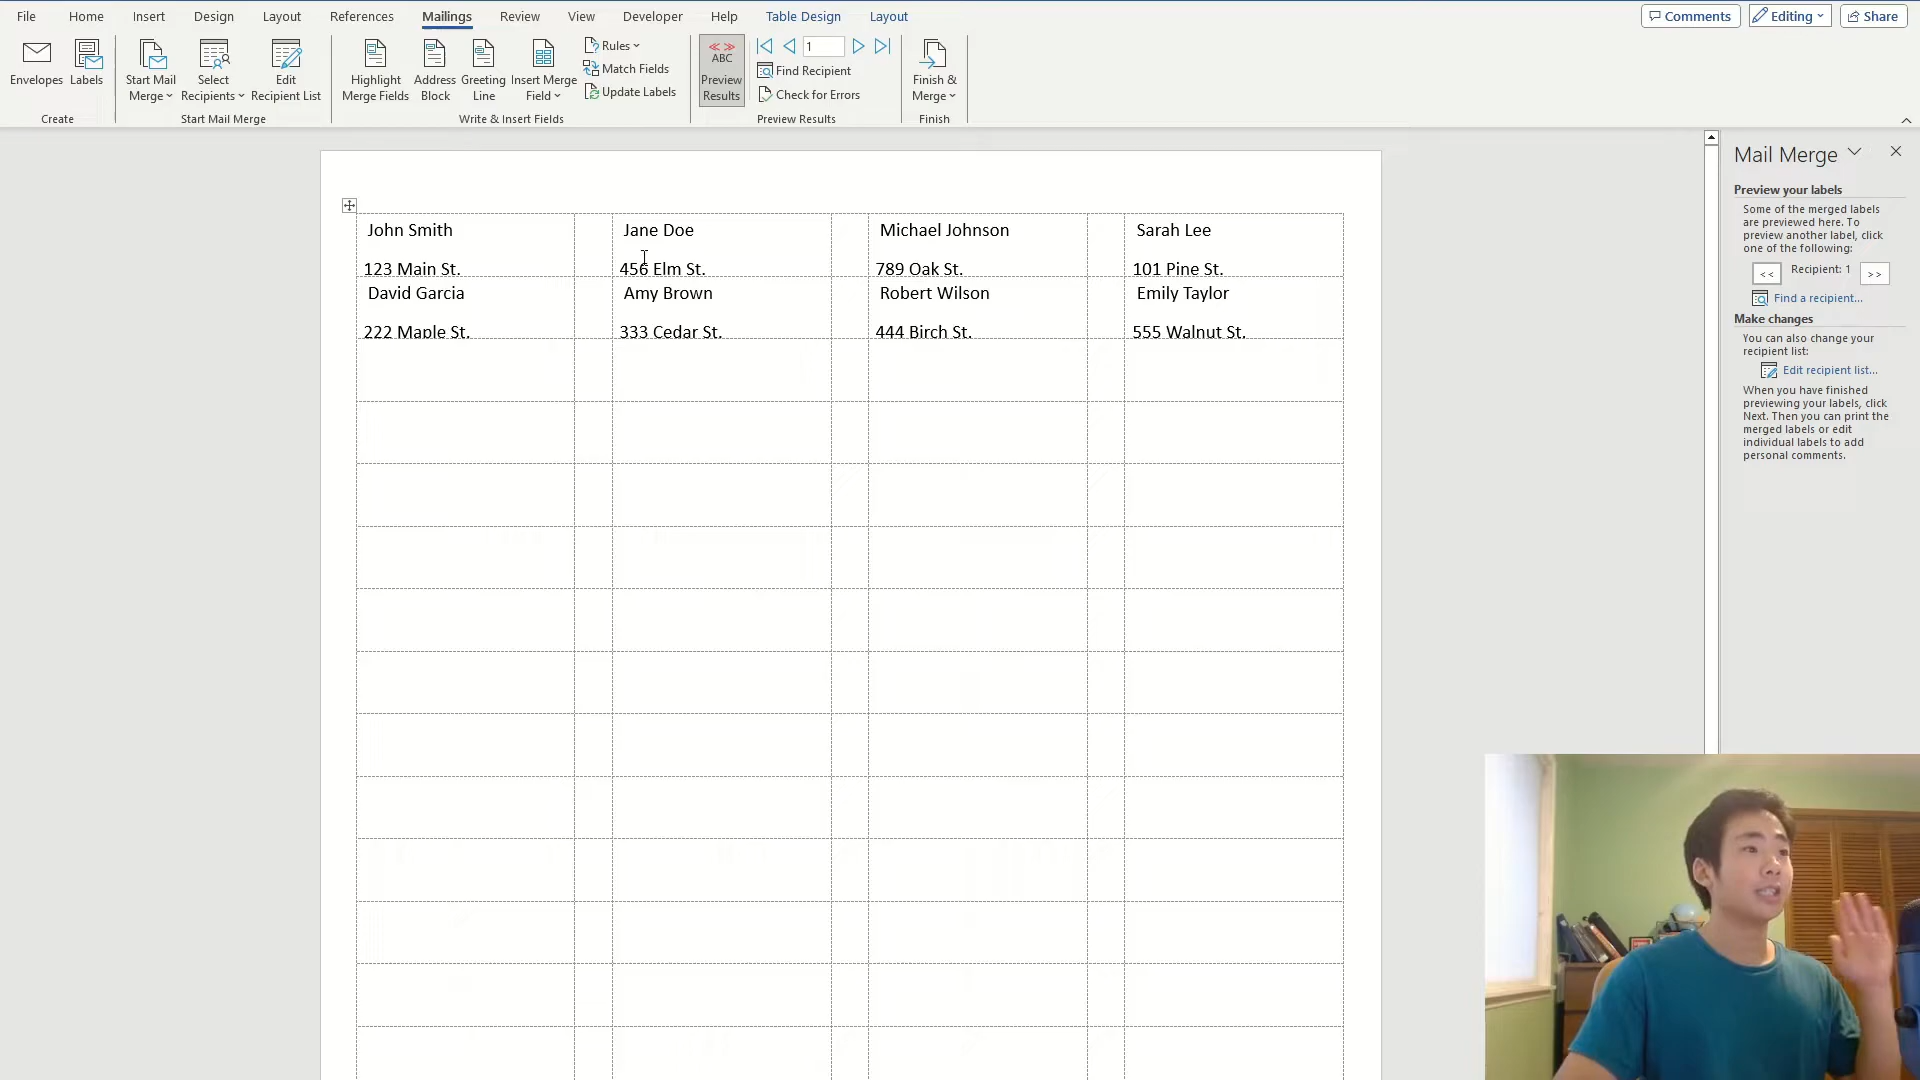 File Home Insert Design Layout References Mailings Review View Developer Help Table Design Layout
Comments Editing Share
Envelopes Labels
Create
Start Mail Merge
Select Recipients
Edit Recipient List
Start Mail Merge
Highlight Merge Fields
Address Block
Greeting Line
Insert Merge Field
Rules
Match Fields
Update Labels
Write & Insert Fields
<< >>
ABC
Preview Results
1
Find Recipient
Check for Errors
Preview Results
Finish & Merge
Finish
John Smith Jane Doe Michael Johnson Sarah Lee
123 Main St. 456 Elm St. 789 Oak St. 101 Pine St.
David Garcia Amy Brown Robert Wilson Emily Taylor
222 Maple St. 333 Cedar St. 444 Birch St. 555 Walnut St.
Mail Merge
Preview your labels
Some of the merged labels
are previewed here. To
preview another label, click
one of the following:
<< Recipient: 1 >>
Find a recipient...
Make changes
You can also change your
recipient list:
Edit recipient list...
When you have finished
previewing your labels, click
Next. Then you can print the
merged labels or edit
individual labels to add
personal comments.